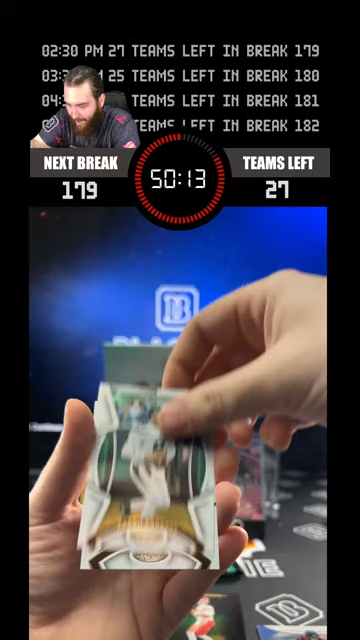 02:30 PM 27 TEAMS LEFT IN BREAK 179
25 TEAMS LEFT IN BREAK 180
TEAMS LEFT IN BREAK 181
TEAMS LEFT IN BREAK 182
NEXT BREAK
50:13
TEAMS LEFT
179
27